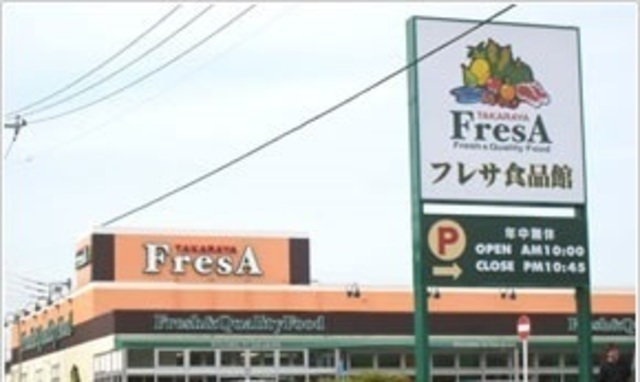 TAKARAYA
FresA
Fresh & Quality Food
フレサ食品館
P
年中無休
OPEN AM10:00
CLOSE PM10:45
TAKARAYA
FresA
Fresh&QualityFood